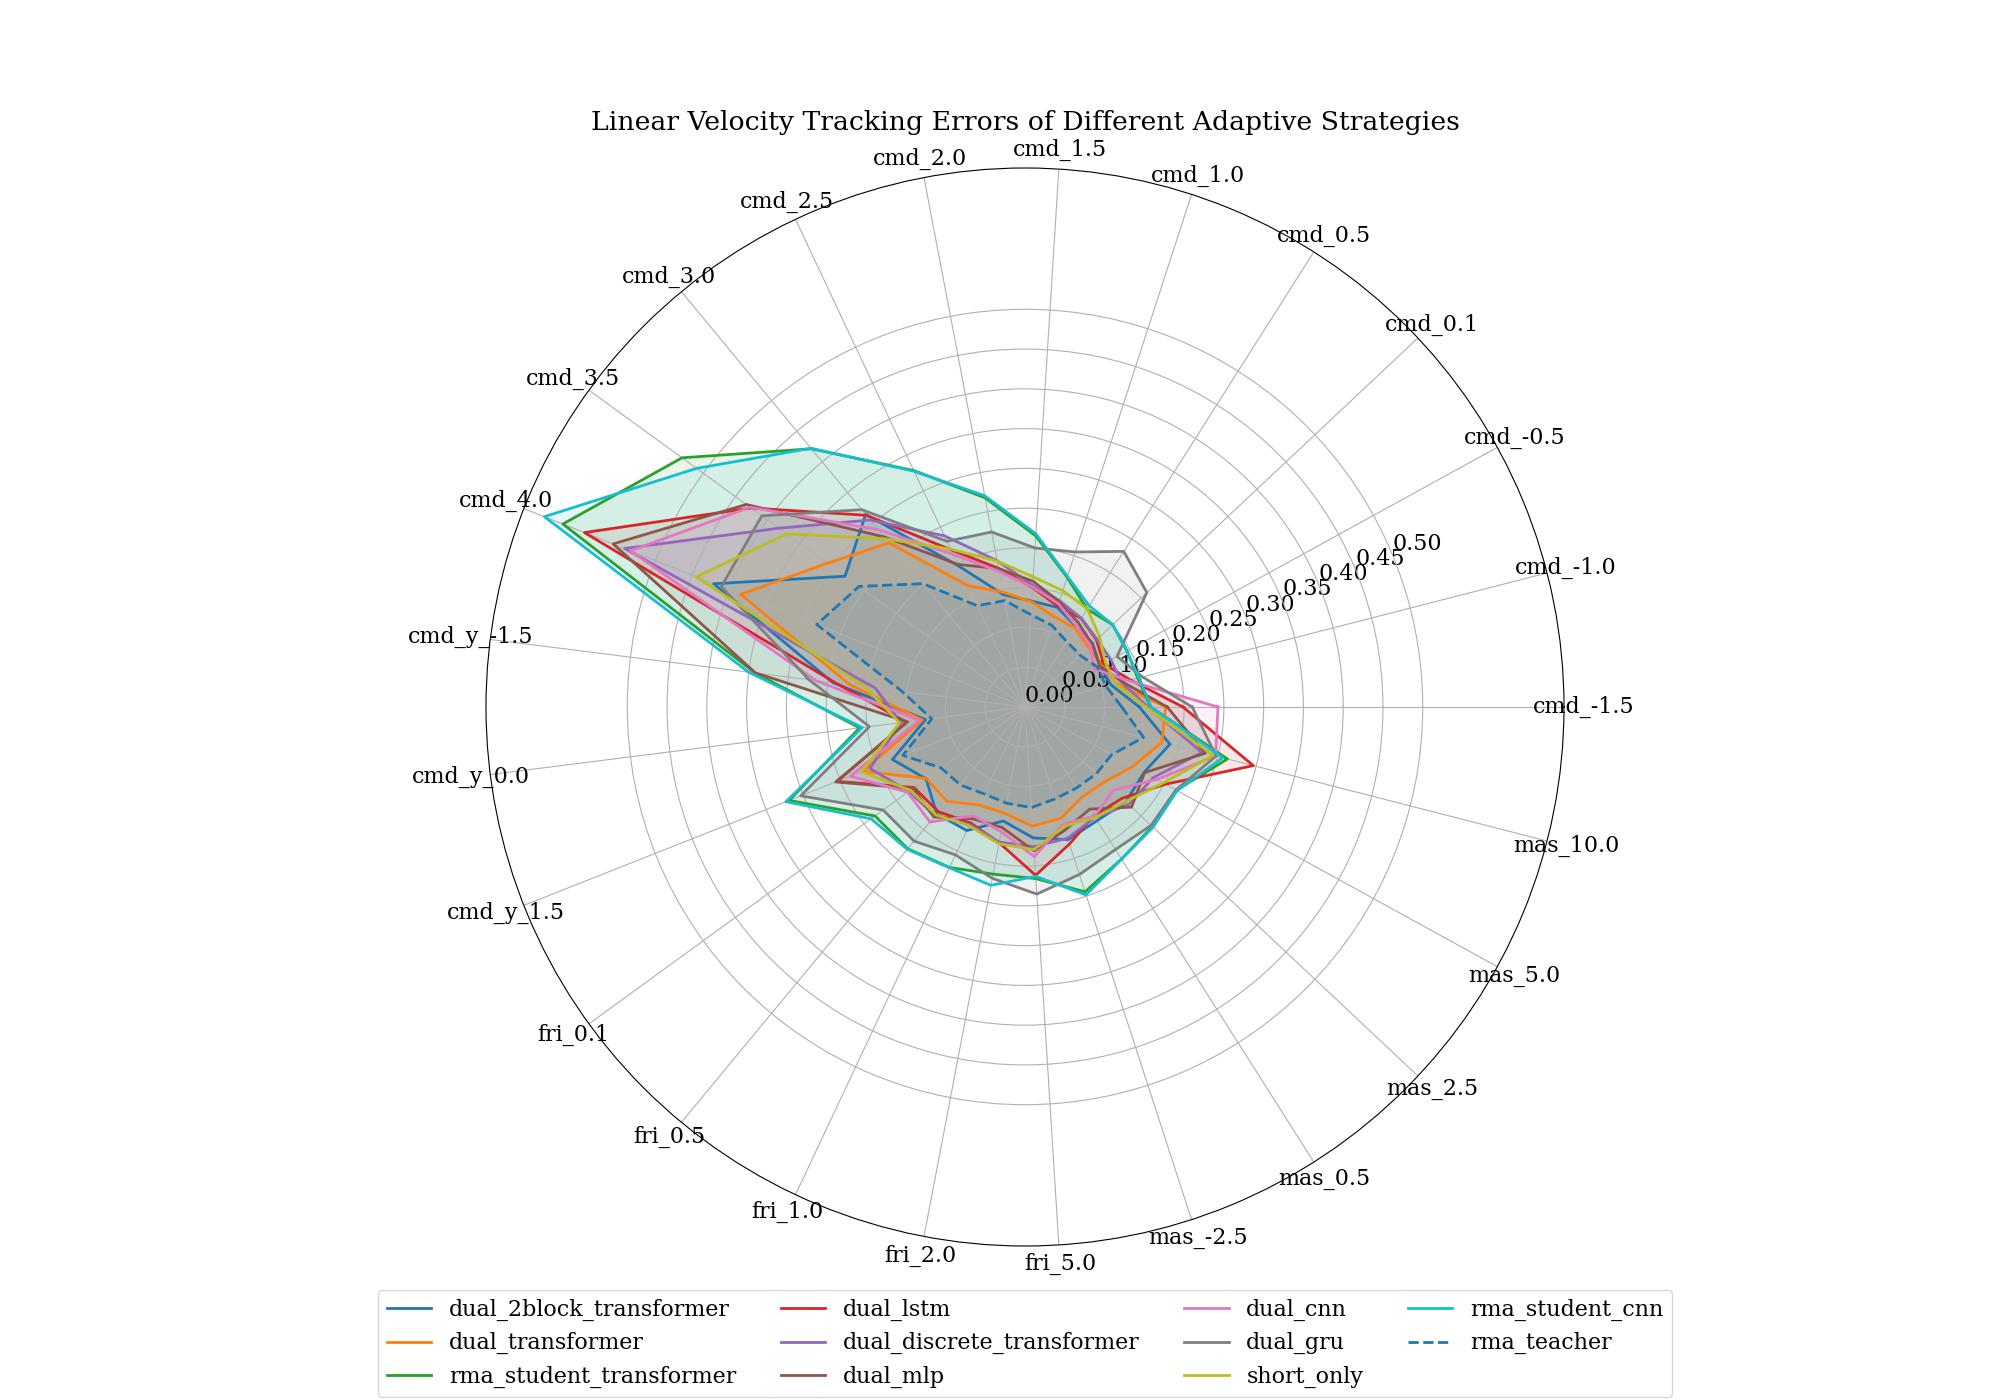 Linear Velocity Tracking Errors of Different Adaptive Strategies
cmd_1.5
cmd_2.0
cmd_1.0
cmd_2.5
cmd_0.5
cmd_3.0
cmd_0.1
cmd_3.5
cmd_-0.5
cmd_4.0
cmd_-1.0
cmd_y_-1.5
cmd_-1.5
0.50
0.45
0.40
0.35
0.30
0.25
0.20
0.15
0.10
0.05
0.00
cmd_y_0.0
mas_10.0
cmd_y_1.5
mas_5.0
fri_0.1
mas_2.5
fri_0.5
mas_0.5
fri_1.0
mas_-2.5
fri_2.0
fri_5.0
dual_2block_transformer
dual_transformer
rma_student_transformer
dual_lstm
dual_discrete_transformer
dual_mlp
dual_cnn
dual_gru
short_only
rma_student_cnn
rma_teacher